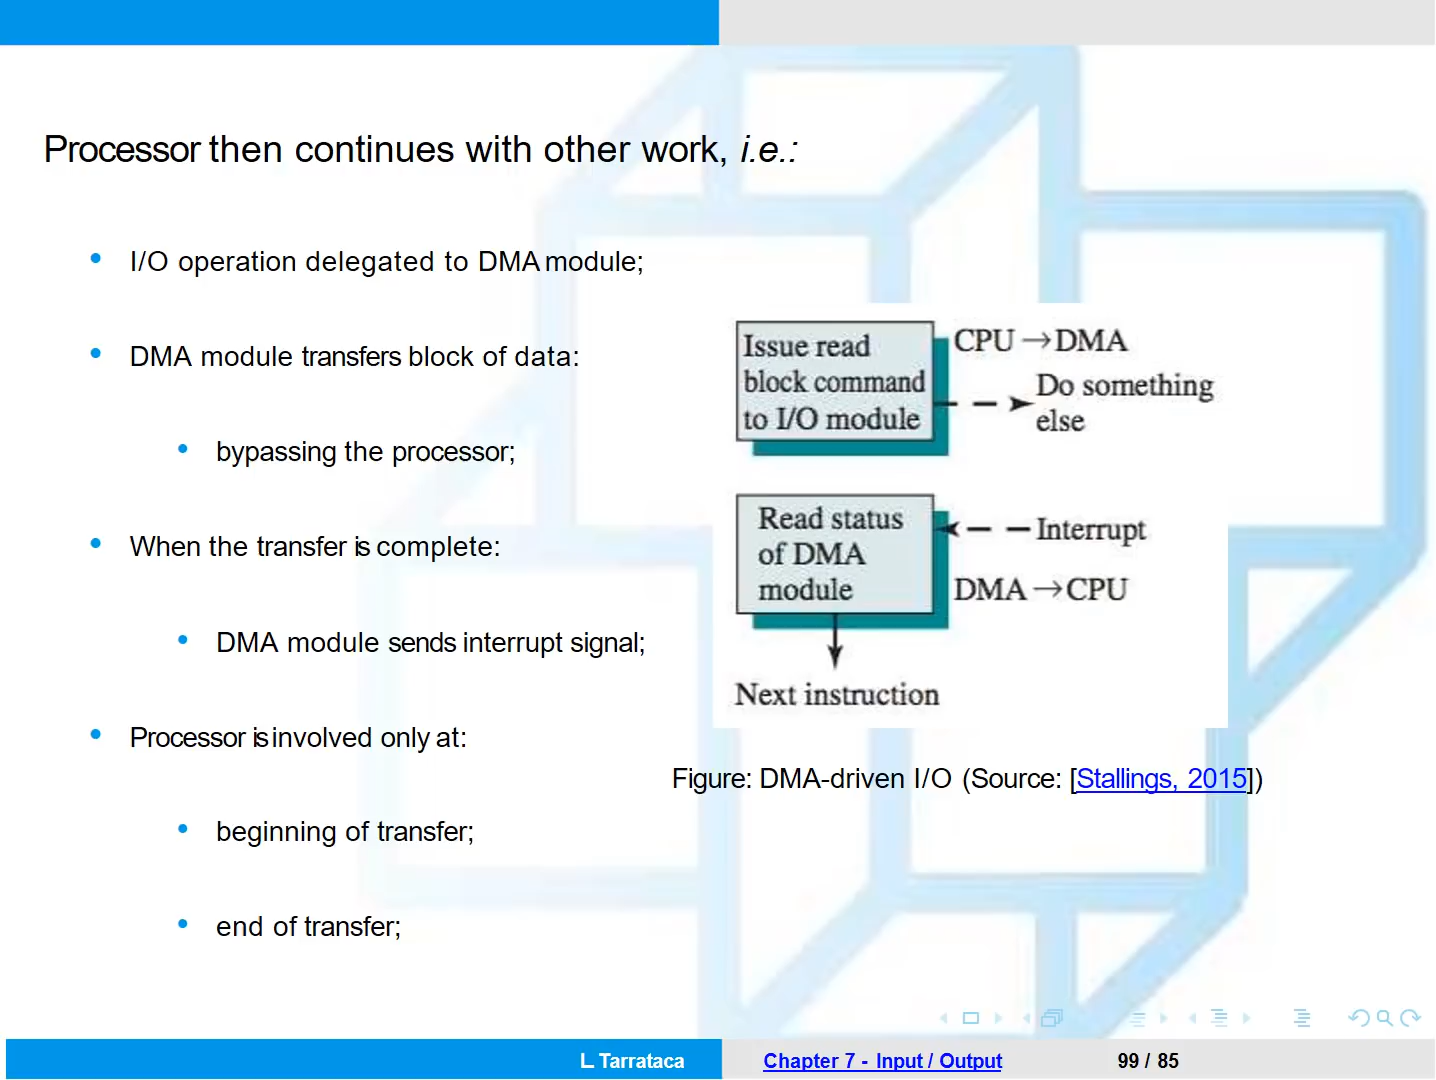 Processor then continues with other work, i.e.:
• I/O operation delegated to DMA module;
• DMA module transfers block of data:
• bypassing the processor;
• When the transfer is complete:
• DMA module sends interrupt signal;
• Processor is involved only at:
• beginning of transfer;
• end of transfer;
Issue read
block command
to I/O module
CPU → DMA
Do something
else
Read status
of DMA
module
Interrupt
DMA → CPU
Next instruction
Figure: DMA-driven I/O (Source: [Stallings, 2015])
L Tarrataca
Chapter 7 - Input / Output
99 / 85